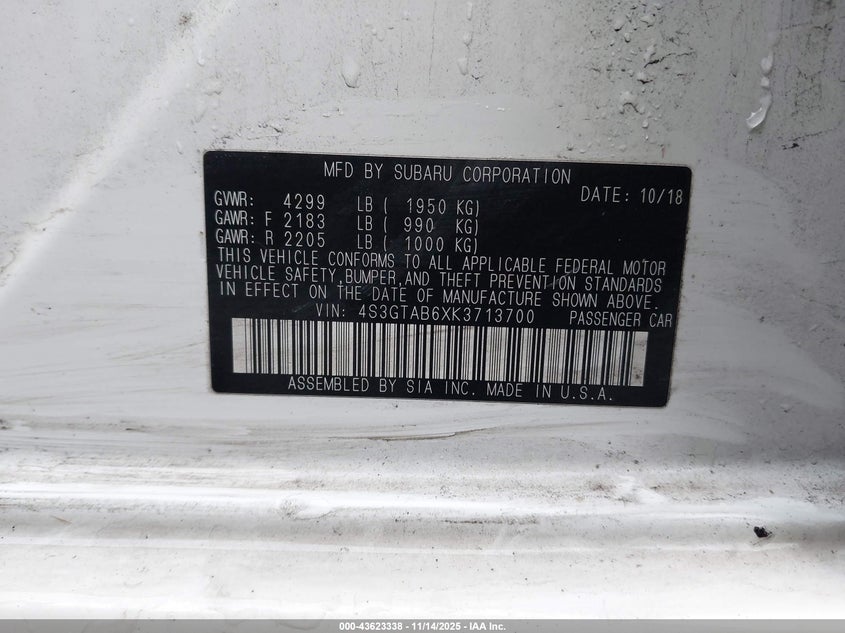 MFD BY SUBARU CORPORATION
DATE: 10/18
GVWR: 4299 LB ( 1950 KG)
GAWR: F 2183 LB ( 990 KG)
GAWR: R 2205 LB ( 1000 KG)
THIS VEHICLE CONFORMS TO ALL APPLICABLE FEDERAL MOTOR
VEHICLE SAFETY, BUMPER, AND THEFT PREVENTION STANDARDS
IN EFFECT ON THE DATE OF MANUFACTURE SHOWN ABOVE.
VIN: 4S3GTAB6XK3713700 PASSENGER CAR
ASSEMBLED BY SIA INC. MADE IN U.S.A.
000-43623338 - 11/14/2025 - IAA Inc.